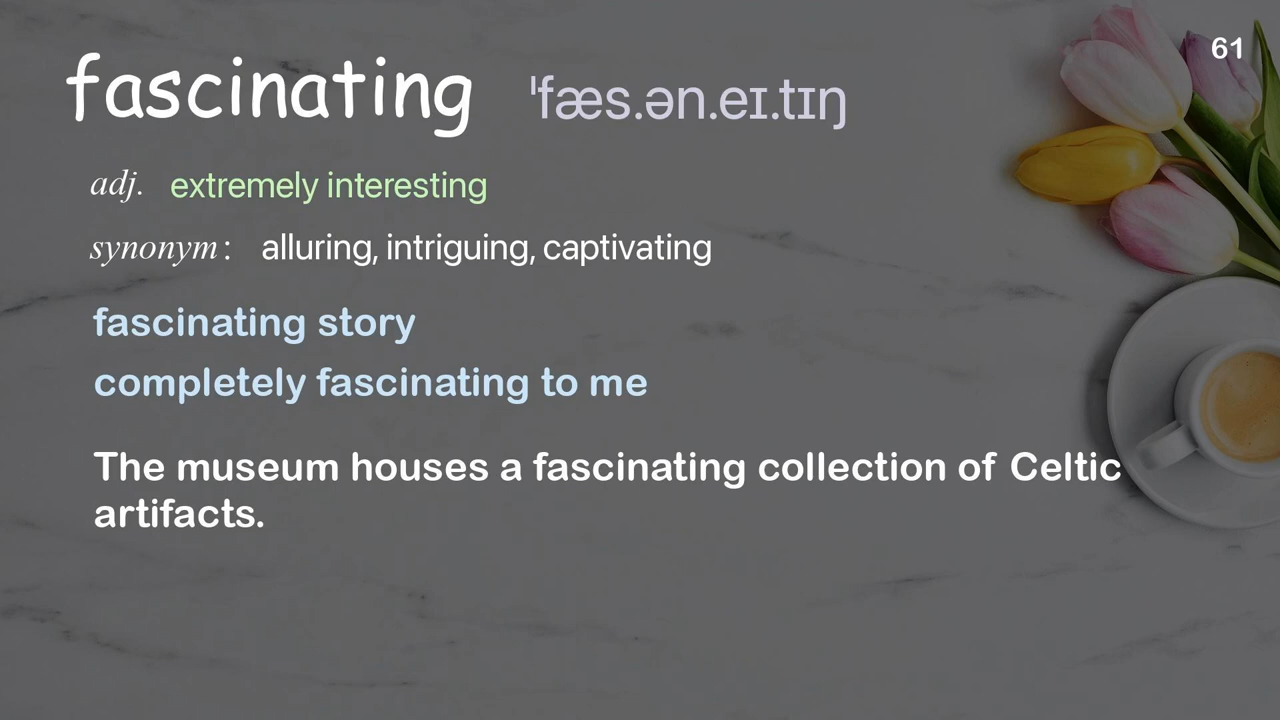 61
fascinating ˈfæs.ən.eɪ.tɪŋ
adj. extremely interesting
synonym: alluring, intriguing, captivating
fascinating story
completely fascinating to me
The museum houses a fascinating collection of Celtic
artifacts.